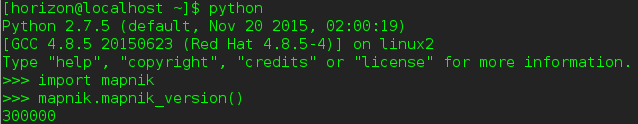 [horizon@localhost ~]$ python
Python 2.7.5 (default, Nov 20 2015, 02:00:19)
[GCC 4.8.5 20150623 (Red Hat 4.8.5-4)] on linux2
Type "help", "copyright", "credits" or "license" for more information.
>>> import mapnik
>>> mapnik.mapnik_version()
300000